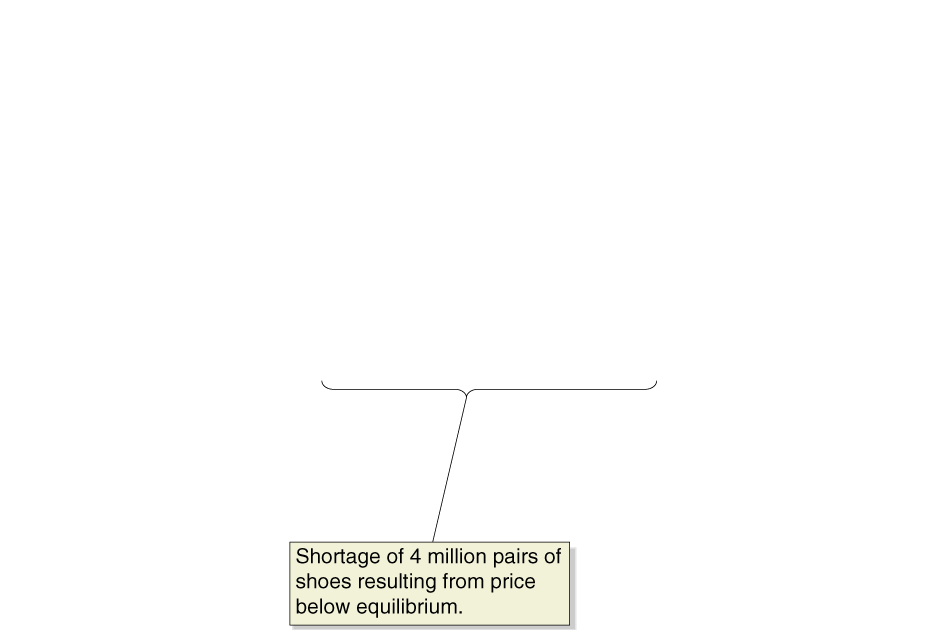 Shortage of 4 million pairs of
shoes resulting from price
below equilibrium.